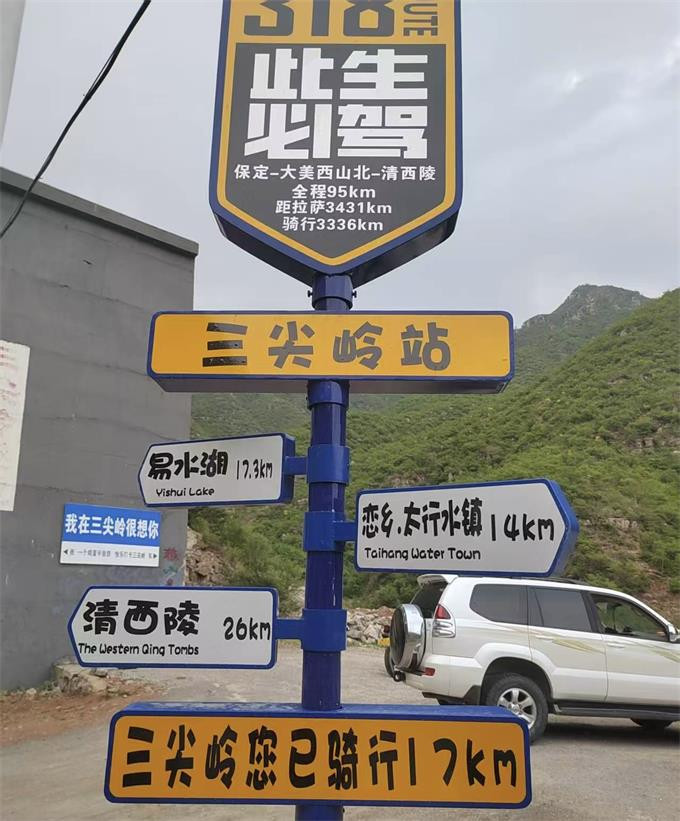 318
UTE
此生
必驾
保定-大美西山北-清西陵
全程95km
距拉萨3431km
骑行3336km
三尖岭站
易水湖 17.3km
Yishui Lake
恋乡.太行水镇 14km
Taihang Water Town
我在三尖岭很想你
清西陵 26km
The Western Qing Tombs
三尖岭您已骑行17km